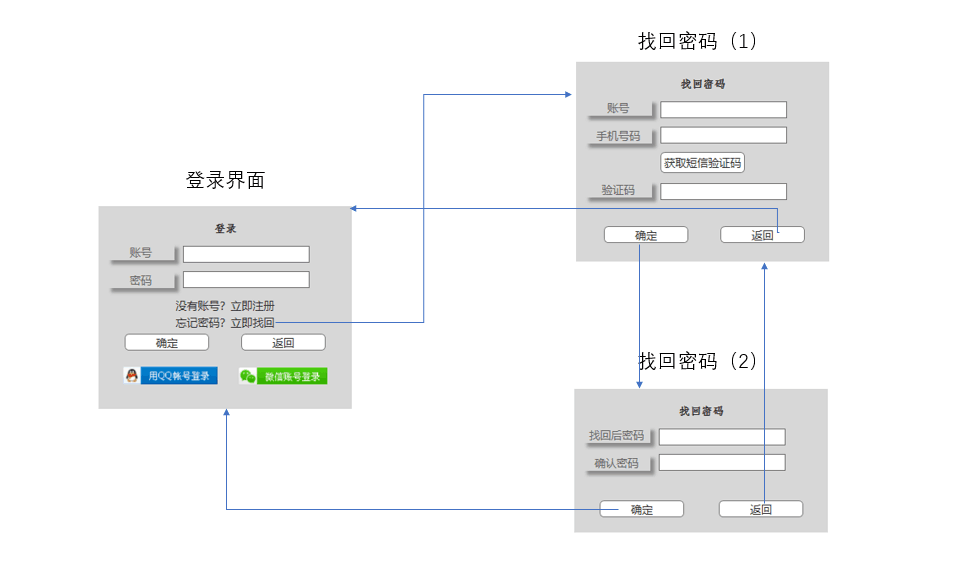 找回密码（1）
找回密码
账号
手机号码
获取短信验证码
验证码
确定
返回
登录界面
登录
账号
密码
没有账号？立即注册
忘记密码？立即找回
确定
返回
用QQ帐号登录
微信账号登录
找回密码（2）
找回密码
找回后密码
确认密码
确定
返回